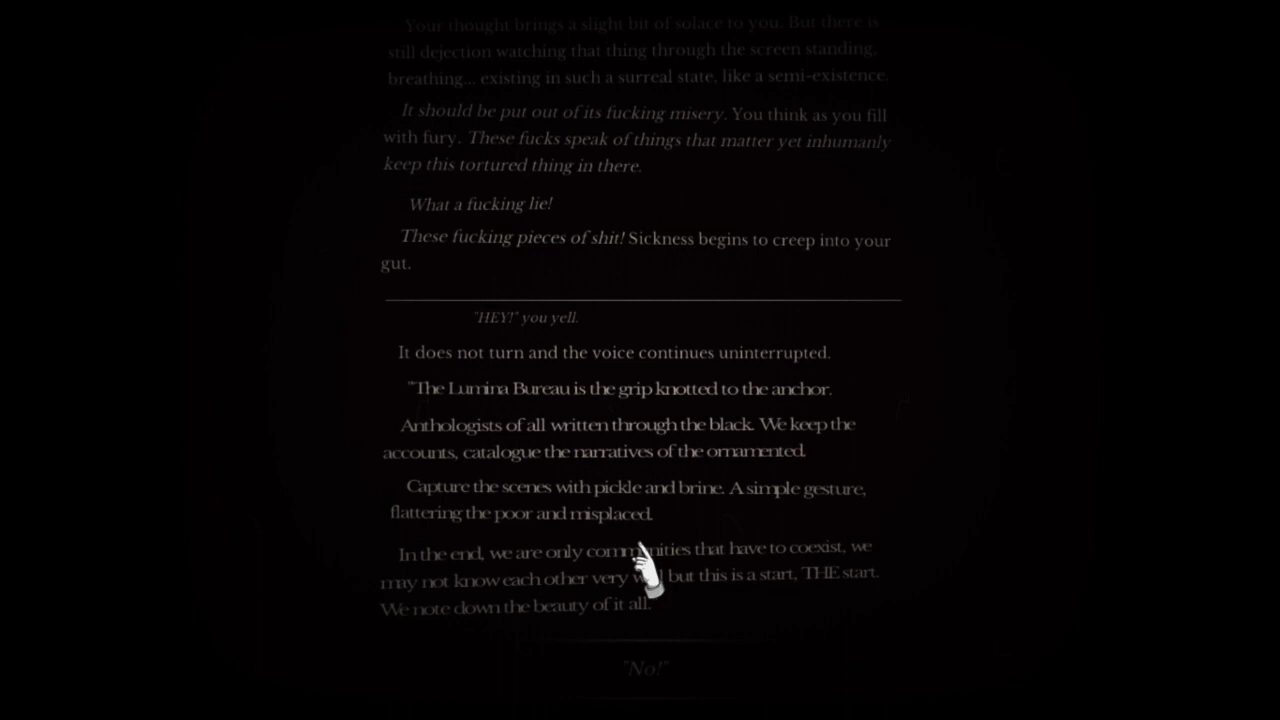 Your thought brings a slight bit of solace to you. But there is
still dejection watching that thing through the screen standing,
breathing... existing in such a surreal state, like a semi-existence.
It should be put out of its fucking misery. You think as you fill
with fury. These fucks speak of things that matter yet inhumanly
keep this tortured thing in there.
What a fucking lie!
These fucking pieces of shit! Sickness begins to creep into your
gut.
"HEY!" you yell.
It does not turn and the voice continues uninterrupted.
"The Lumina Bureau is the grip knotted to the anchor.
Anthologists of all written through the black. We keep the
accounts, catalogue the narratives of the ornamented.
Capture the scenes with pickle and brine. A simple gesture,
flattering the poor and misplaced.
In the end, we are only communities that have to coexist, we
may not know each other very well but this is a start, THE start.
We note down the beauty of it all."
"No!"